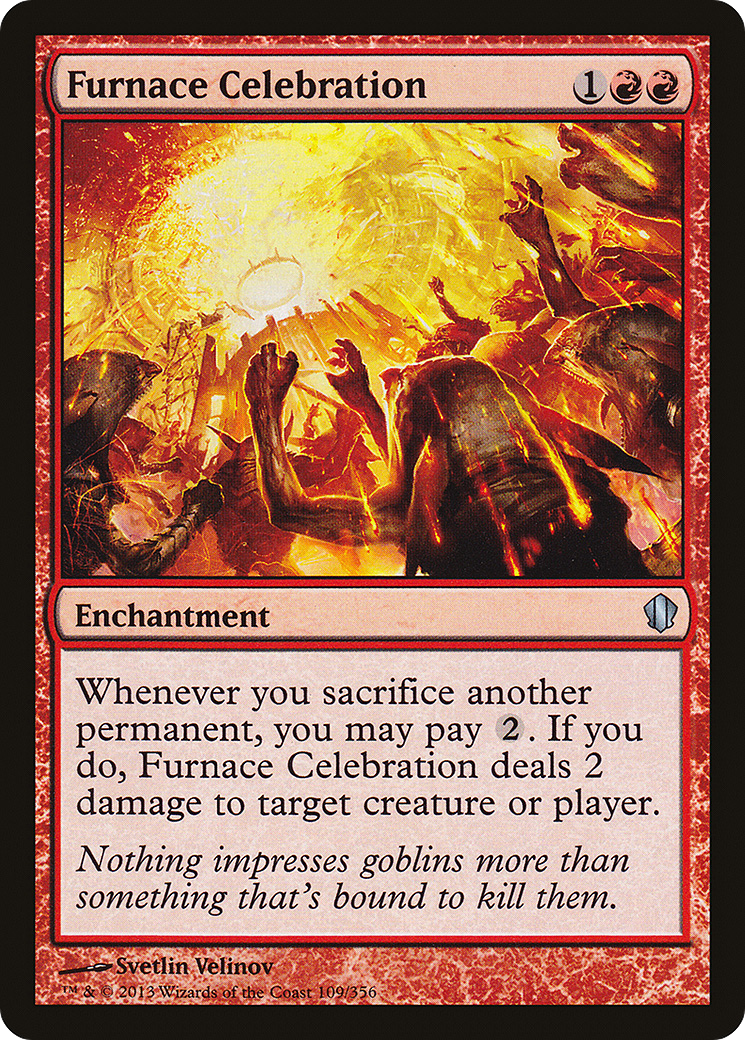 Furnace Celebration 1
Enchantment
Whenever you sacrifice another
permanent, you may pay 2. If you
do, Furnace Celebration deals 2
damage to target creature or player.
Nothing impresses goblins more than
something that's bound to kill them.
Svetlin Velinov
™ & © 2013 Wizards of the Coast 109/356